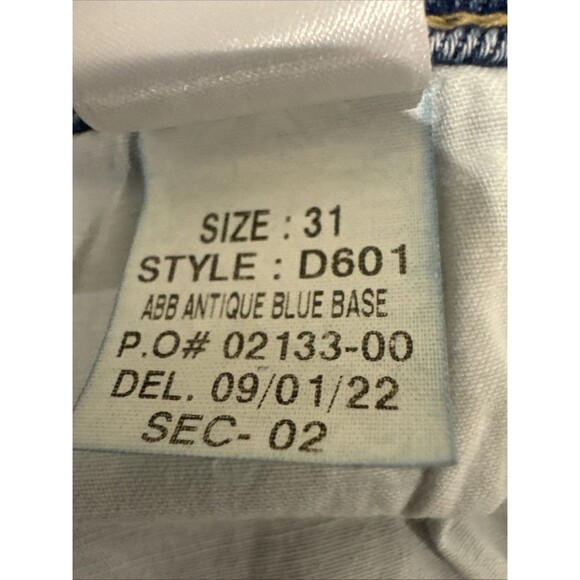 SIZE : 31
STYLE : D601
ABB ANTIQUE BLUE BASE
P.O# 02133-00
DEL. 09/01/22
SEC- 02